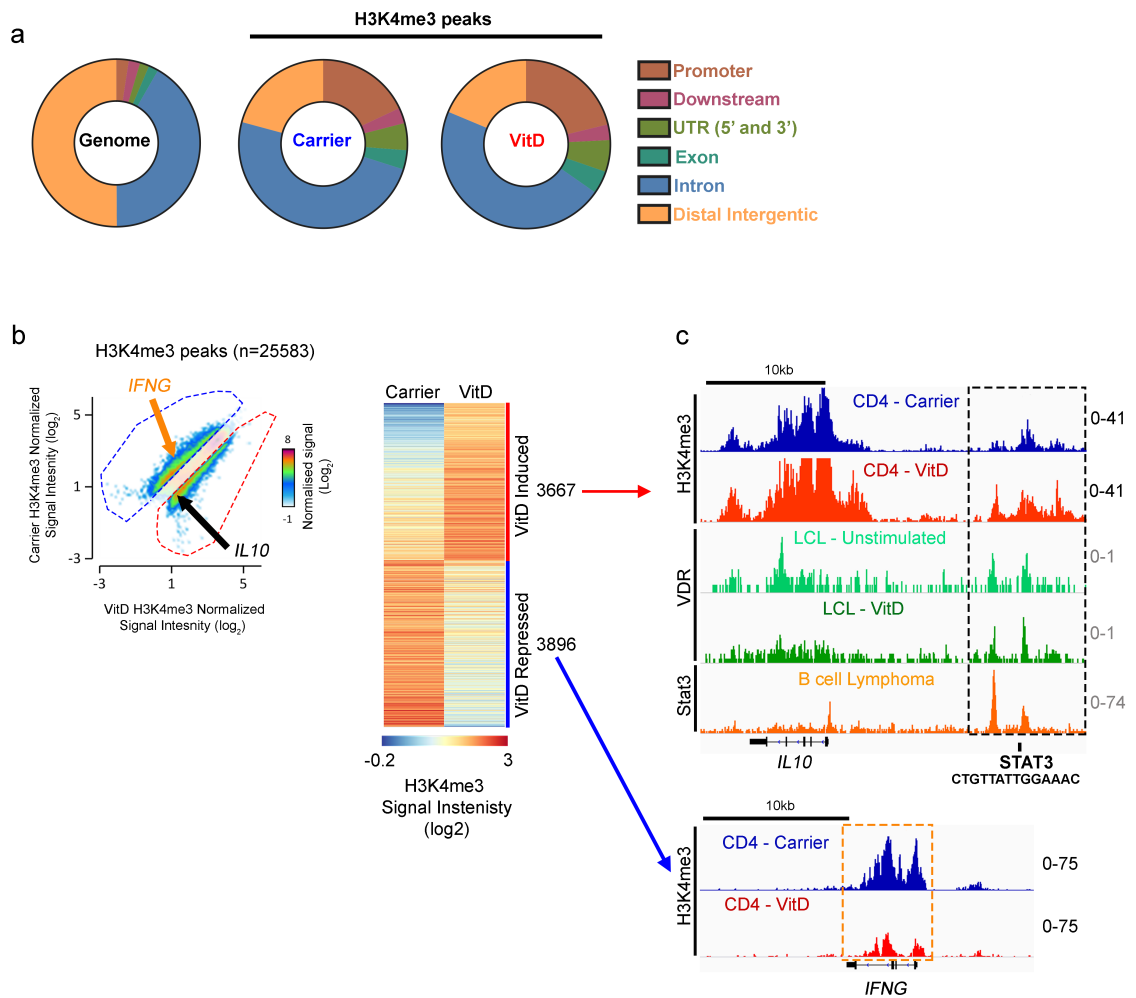 a
H3K4me3 peaks
Genome
Carrier
VitD
Promoter
Downstream
UTR (5’ and 3’)
Exon
Intron
Distal Intergentic
b
H3K4me3 peaks (n=25583)
IFNG
Carrier H3K4me3 Normalized
Signal Intesnity (log2)
5
1
-3
-3
1
5
VitD H3K4me3 Normalized
Signal Intesnity (log2)
IL10
8
-1
Normalised signal
(Log2)
Carrier
VitD
VitD Induced
3667
VitD Repressed
3896
-0.2
3
H3K4me3
Signal Instenisty
(log2)
c
10kb
H3K4me3
CD4 - Carrier
0-41
CD4 - VitD
0-41
VDR
LCL - Unstimulated
0-1
LCL - VitD
0-1
Stat3
B cell Lymphoma
0-74
IL10
STAT3
CTGTTATTGGAAAC
10kb
H3K4me3
CD4 - Carrier
0-75
CD4 - VitD
0-75
IFNG